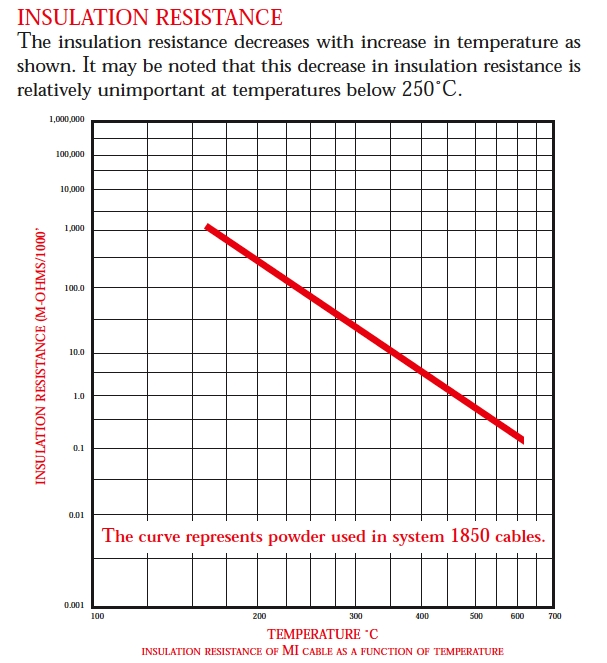 INSULATION RESISTANCE
The insulation resistance decreases with increase in temperature as
shown. It may be noted that this decrease in insulation resistance is
relatively unimportant at temperatures below 250˚C.
1,000,000
100,000
10,000
1,000
100.0
10.0
1.0
0.1
0.01
0.001
INSULATION RESISTANCE (M-OHMS/1000'
The curve represents powder used in system 1850 cables.
100 200 300 400 500 600 700
TEMPERATURE ˚C
INSULATION RESISTANCE OF MI CABLE AS A FUNCTION OF TEMPERATURE